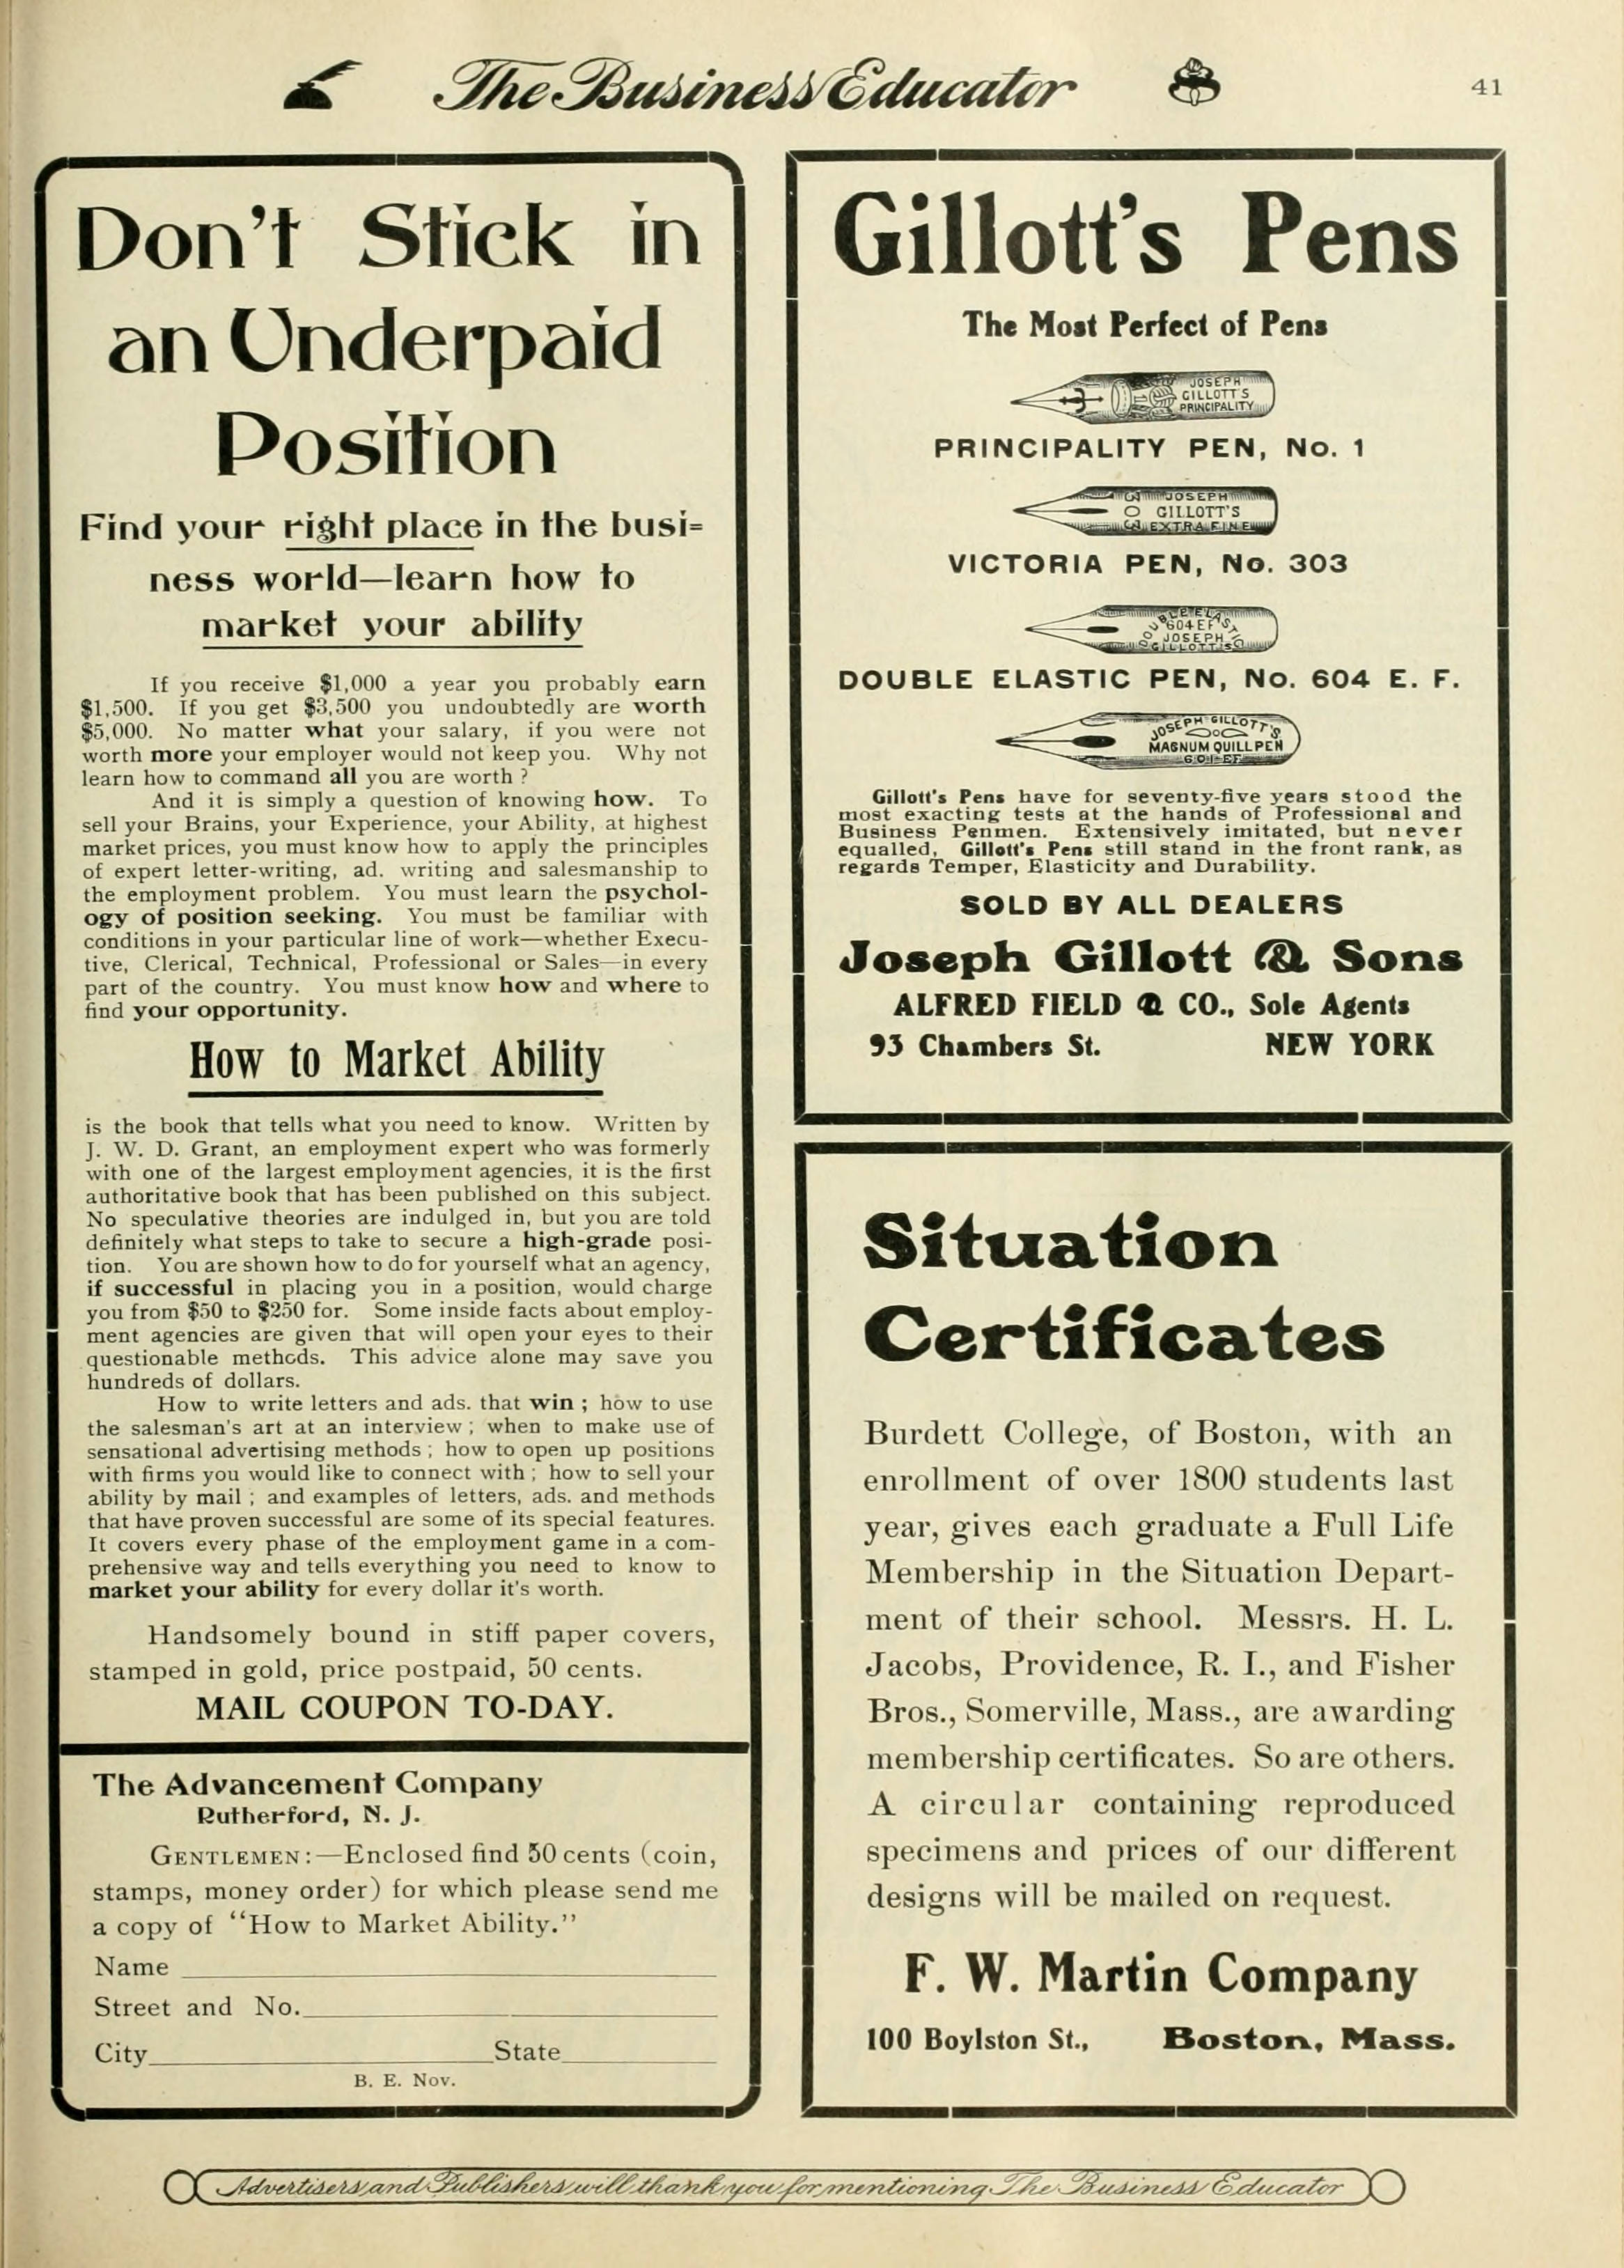 The Business Educator
41
Don't Stick in
an Underpaid
Position
Find your right place in the busi=
ness world—learn how to
market your ability
If you receive $1,000 a year you probably earn
$1,500. If you get $3,500 you undoubtedly are worth
$5,000. No matter what your salary, if you were not
worth more your employer would not keep you. Why not
learn how to command all you are worth ?
And it is simply a question of knowing how. To
sell your Brains, your Experience, your Ability, at highest
market prices, you must know how to apply the principles
of expert letter-writing, ad. writing and salesmanship to
the employment problem. You must learn the psychol-
ogy of position seeking. You must be familiar with
conditions in your particular line of work—whether Execu-
tive, Clerical, Technical, Professional or Sales—in every
part of the country. You must know how and where to
find your opportunity.
How to Market Ability
is the book that tells what you need to know. Written by
J. W. D. Grant, an employment expert who was formerly
with one of the largest employment agencies, it is the first
authoritative book that has been published on this subject.
No speculative theories are indulged in, but you are told
definitely what steps to take to secure a high-grade posi-
tion. You are shown how to do for yourself what an agency,
if successful in placing you in a position, would charge
you from $50 to $250 for. Some inside facts about employ-
ment agencies are given that will open your eyes to their
questionable methods. This advice alone may save you
hundreds of dollars.
How to write letters and ads. that win ; how to use
the salesman's art at an interview ; when to make use of
sensational advertising methods ; how to open up positions
with firms you would like to connect with ; how to sell your
ability by mail ; and examples of letters, ads. and methods
that have proven successful are some of its special features.
It covers every phase of the employment game in a com-
prehensive way and tells everything you need to know to
market your ability for every dollar it's worth.
Handsomely bound in stiff paper covers,
stamped in gold, price postpaid, 50 cents.
MAIL COUPON TO-DAY.
The Advancement Company
Rutherford, N. J.
GENTLEMEN:—Enclosed find 50 cents (coin,
stamps, money order) for which please send me
a copy of "How to Market Ability."
Name
Street and No.
City State
B. E. Nov.
Gillott's Pens
The Most Perfect of Pens
JOSEPH
GILLOTT'S
PRINCIPALITY
PRINCIPALITY PEN, No. 1
303
JOSEPH
GILLOTT'S
EXTRA FINE
VICTORIA PEN, No. 303
DOUBLE ELASTIC
604 EF
JOSEPH
GILLOTT'S
DOUBLE ELASTIC PEN, No. 604 E. F.
JOSEPH GILLOTT'S
MAGNUM QUILL PEN
601 EF
Gillott's Pens have for seventy-five years stood the
most exacting tests at the hands of Professional and
Business Penmen. Extensively imitated, but never
equalled, Gillott's Pens still stand in the front rank, as
regards Temper, Elasticity and Durability.
SOLD BY ALL DEALERS
Joseph Gillott & Sons
ALFRED FIELD & CO., Sole Agents
93 Chambers St. NEW YORK
Situation
Certificates
Burdett College, of Boston, with an
enrollment of over 1800 students last
year, gives each graduate a Full Life
Membership in the Situation Depart-
ment of their school. Messrs. H. L.
Jacobs, Providence, R. I., and Fisher
Bros., Somerville, Mass., are awarding
membership certificates. So are others.
A circular containing reproduced
specimens and prices of our different
designs will be mailed on request.
F. W. Martin Company
100 Boylston St., Boston, Mass.
Advertisers and Publishers will thank you for mentioning The Business Educator